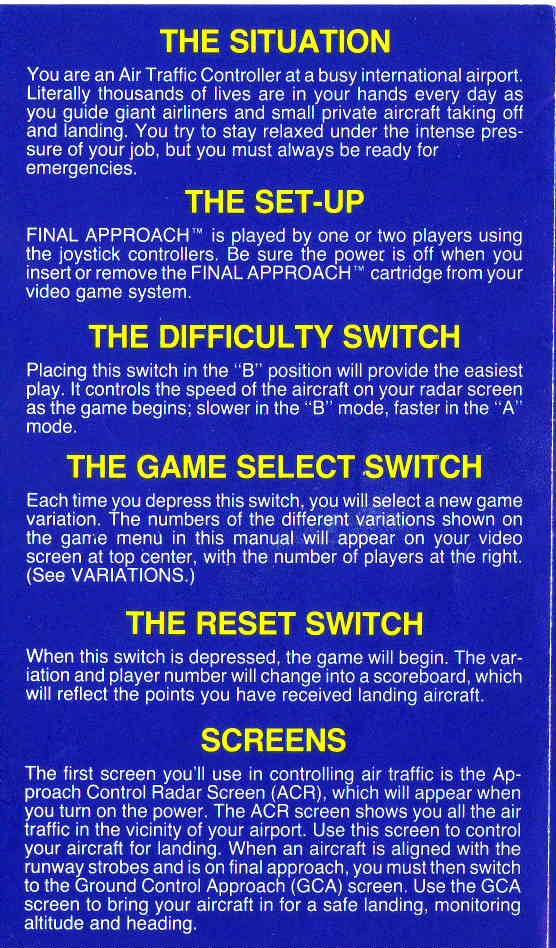 THE SITUATION
You are an Air Traffic Controller at a busy international airport.
Literally thousands of lives are in your hands every day as
you guide giant airliners and small private aircraft taking off
and landing. You try to stay relaxed under the intense pres-
sure of your job, but you must always be ready for
emergencies.
THE SET-UP
FINAL APPROACH™ is played by one or two players using
the joystick controllers. Be sure the power is off when you
insert or remove the FINAL APPROACH™ cartridge from your
video game system.
THE DIFFICULTY SWITCH
Placing this switch in the "B" position will provide the easiest
play. It controls the speed of the aircraft on your radar screen
as the game begins; slower in the "B" mode, faster in the "A"
mode.
THE GAME SELECT SWITCH
Each time you depress this switch, you will select a new game
variation. The numbers of the different variations shown on
the game menu in this manual will appear on your video
screen at top center, with the number of players at the right.
(See VARIATIONS.)
THE RESET SWITCH
When this switch is depressed, the game will begin. The var-
iation and player number will change into a scoreboard, which
will reflect the points you have received landing aircraft.
SCREENS
The first screen you'll use in controlling air traffic is the Ap-
proach Control Radar Screen (ACR), which will appear when
you turn on the power. The ACR screen shows you all the air
traffic in the vicinity of your airport. Use this screen to control
your aircraft for landing. When an aircraft is aligned with the
runway strobes and is on final approach, you must then switch
to the Ground Control Approach (GCA) screen. Use the GCA
screen to bring your aircraft in for a safe landing, monitoring
altitude and heading.